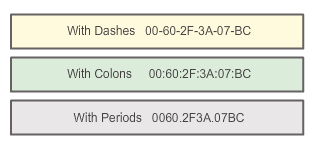 With Dashes 00-60-2F-3A-07-BC
With Colons 00:60:2F:3A:07:BC
With Periods 0060.2F3A.07BC